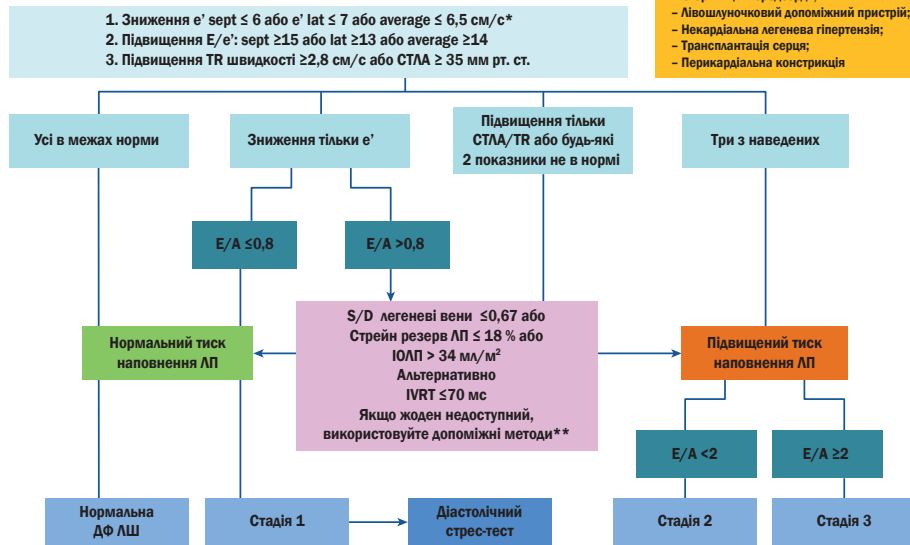 1. Зниження e’ sept ≤ 6 або e’ lat ≤ 7 або average ≤ 6,5 см/с*
2. Підвищення E/e’: sept ≥15 або lat ≥13 або average ≥14
3. Підвищення TR швидкості ≥2,8 см/с або СТЛА ≥ 35 мм рт. ст.
– Лівошлуночковий допоміжний пристрій;
– Некардіальна легенева гіпертензія;
– Трансплантація серця;
– Перикардіальна констрикція
Усі в межах норми
Зниження тільки e’
Підвищення тільки
СТЛА/TR або будь-які
2 показники не в нормі
Три з наведених
E/A ≤0,8
E/A >0,8
Нормальний тиск
наповнення ЛП
S/D легеневі вени ≤0,67 або
Стрейн резерв ЛП ≤ 18 % або
ІОЛП > 34 мл/м²
Альтернативно
IVRT ≤70 мс
Якщо жоден недоступний,
використовуйте допоміжні методи**
Підвищений тиск
наповнення ЛП
E/A <2
E/A ≥2
Нормальна
ДФ ЛШ
Стадія 1
Діастолічний
стрес-тест
Стадія 2
Стадія 3